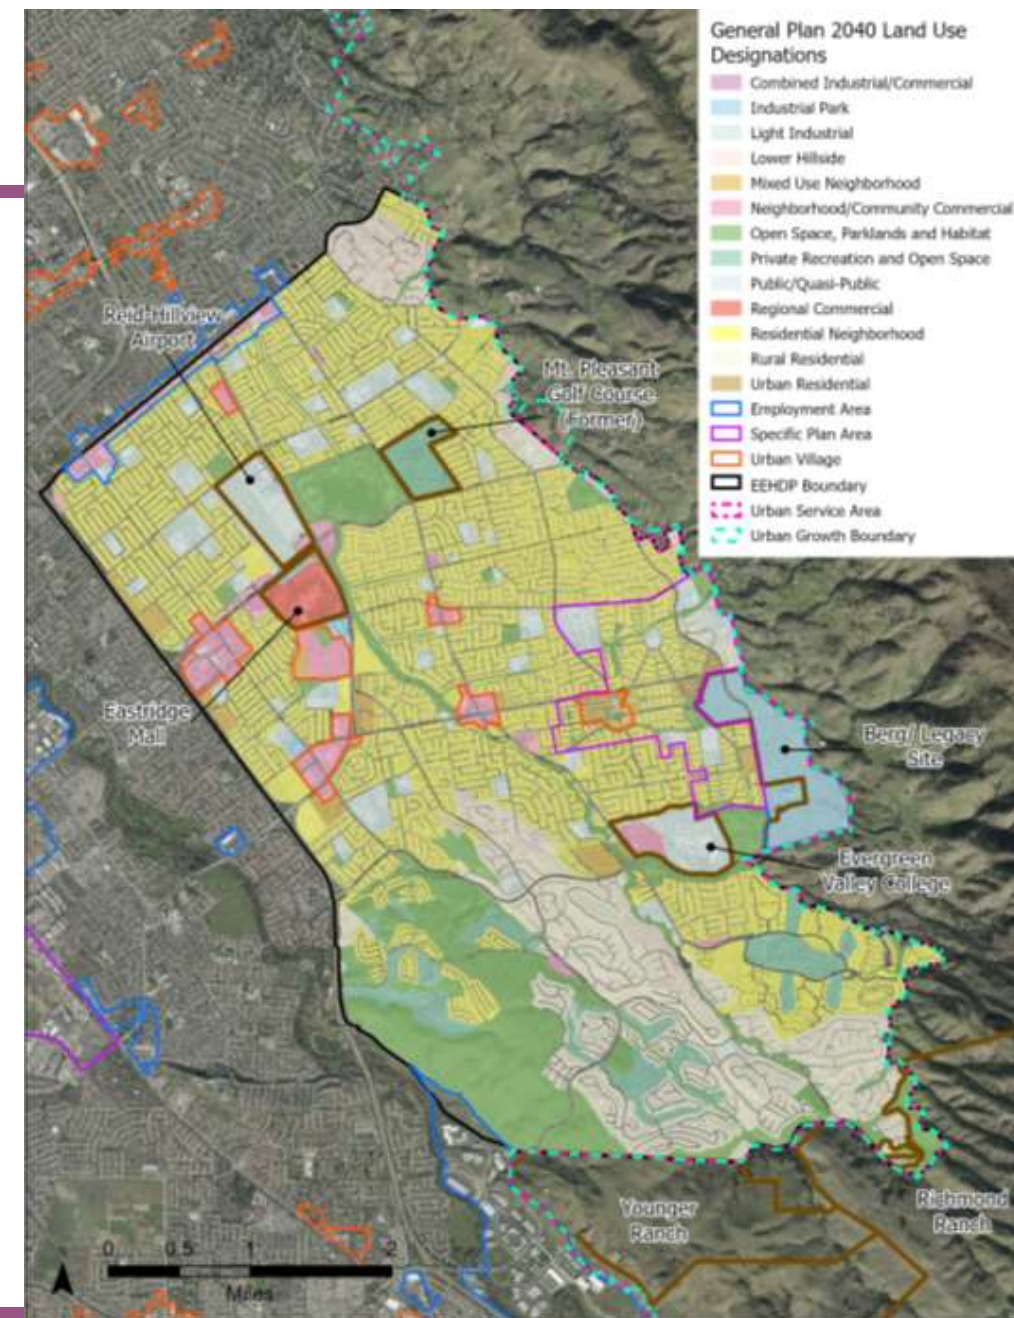 General Plan 2040 Land Use
Designations
Combined Industrial/Commercial
Industrial Park
Light Industrial
Lower Hillside
Mixed Use Neighborhood
Neighborhood/Community Commercial
Open Space, Parklands and Habitat
Private Recreation and Open Space
Public/Quasi-Public
Regional Commercial
Residential Neighborhood
Rural Residential
Urban Residential
Employment Area
Specific Plan Area
Urban Village
EEHDP Boundary
Urban Service Area
Urban Growth Boundary
Reid-Hillview
Airport
Mt. Pleasant
Golf Course
(Former)
Eastridge
Mall
Berg/ Legacy
Site
Evergreen
Valley College
Younger
Ranch
Richmond
Ranch
0 0.5 1 2
Miles